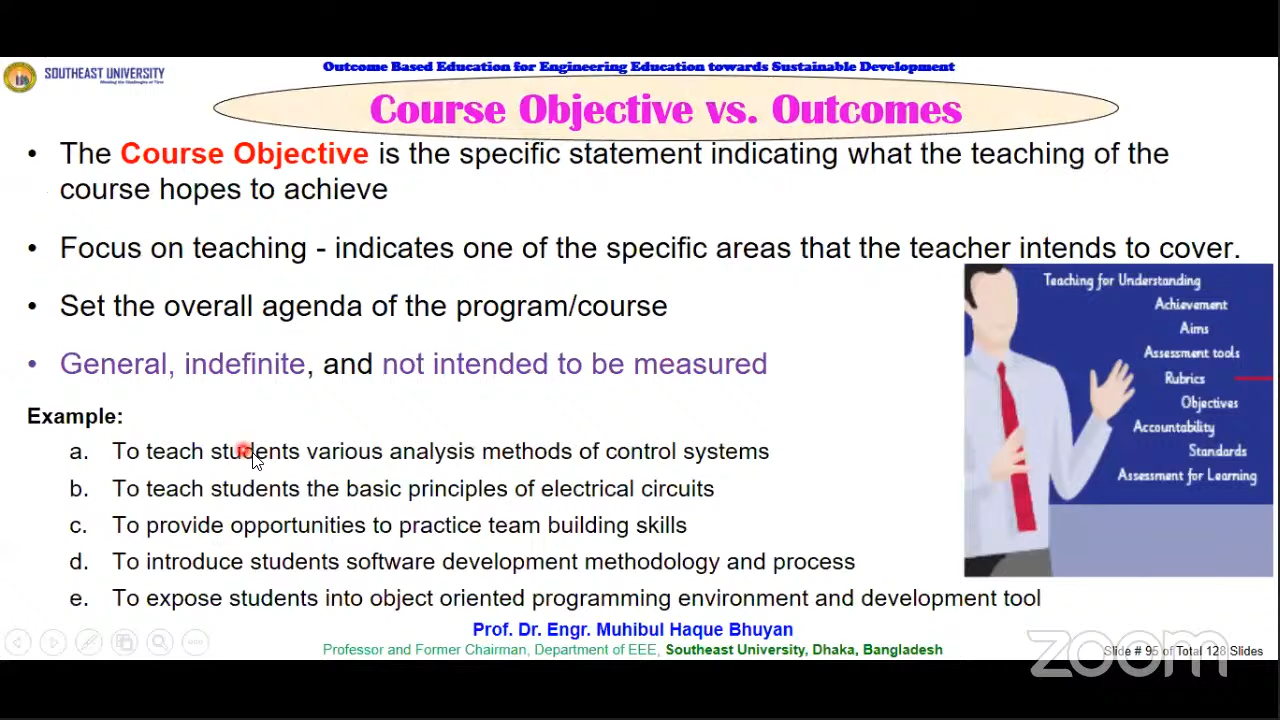 SOUTHEAST UNIVERSITY
Outcome Based Education for Engineering Education towards Sustainable Development
Course Objective vs. Outcomes
• The Course Objective is the specific statement indicating what the teaching of the
course hopes to achieve
• Focus on teaching - indicates one of the specific areas that the teacher intends to cover.
• Set the overall agenda of the program/course
• General, indefinite, and not intended to be measured
Teaching for Understanding
Achievement
Aims
Assessment tools
Rubrics
Objectives
Accountability
Standards
Assessment for Learning
Example:
a. To teach students various analysis methods of control systems
b. To teach students the basic principles of electrical circuits
c. To provide opportunities to practice team building skills
d. To introduce students software development methodology and process
e. To expose students into object oriented programming environment and development tool
Prof. Dr. Engr. Muhibul Haque Bhuyan
Professor and Former Chairman, Department of EEE, Southeast University, Dhaka, Bangladesh
Slide # 95 of Total 128 Slides
zoom